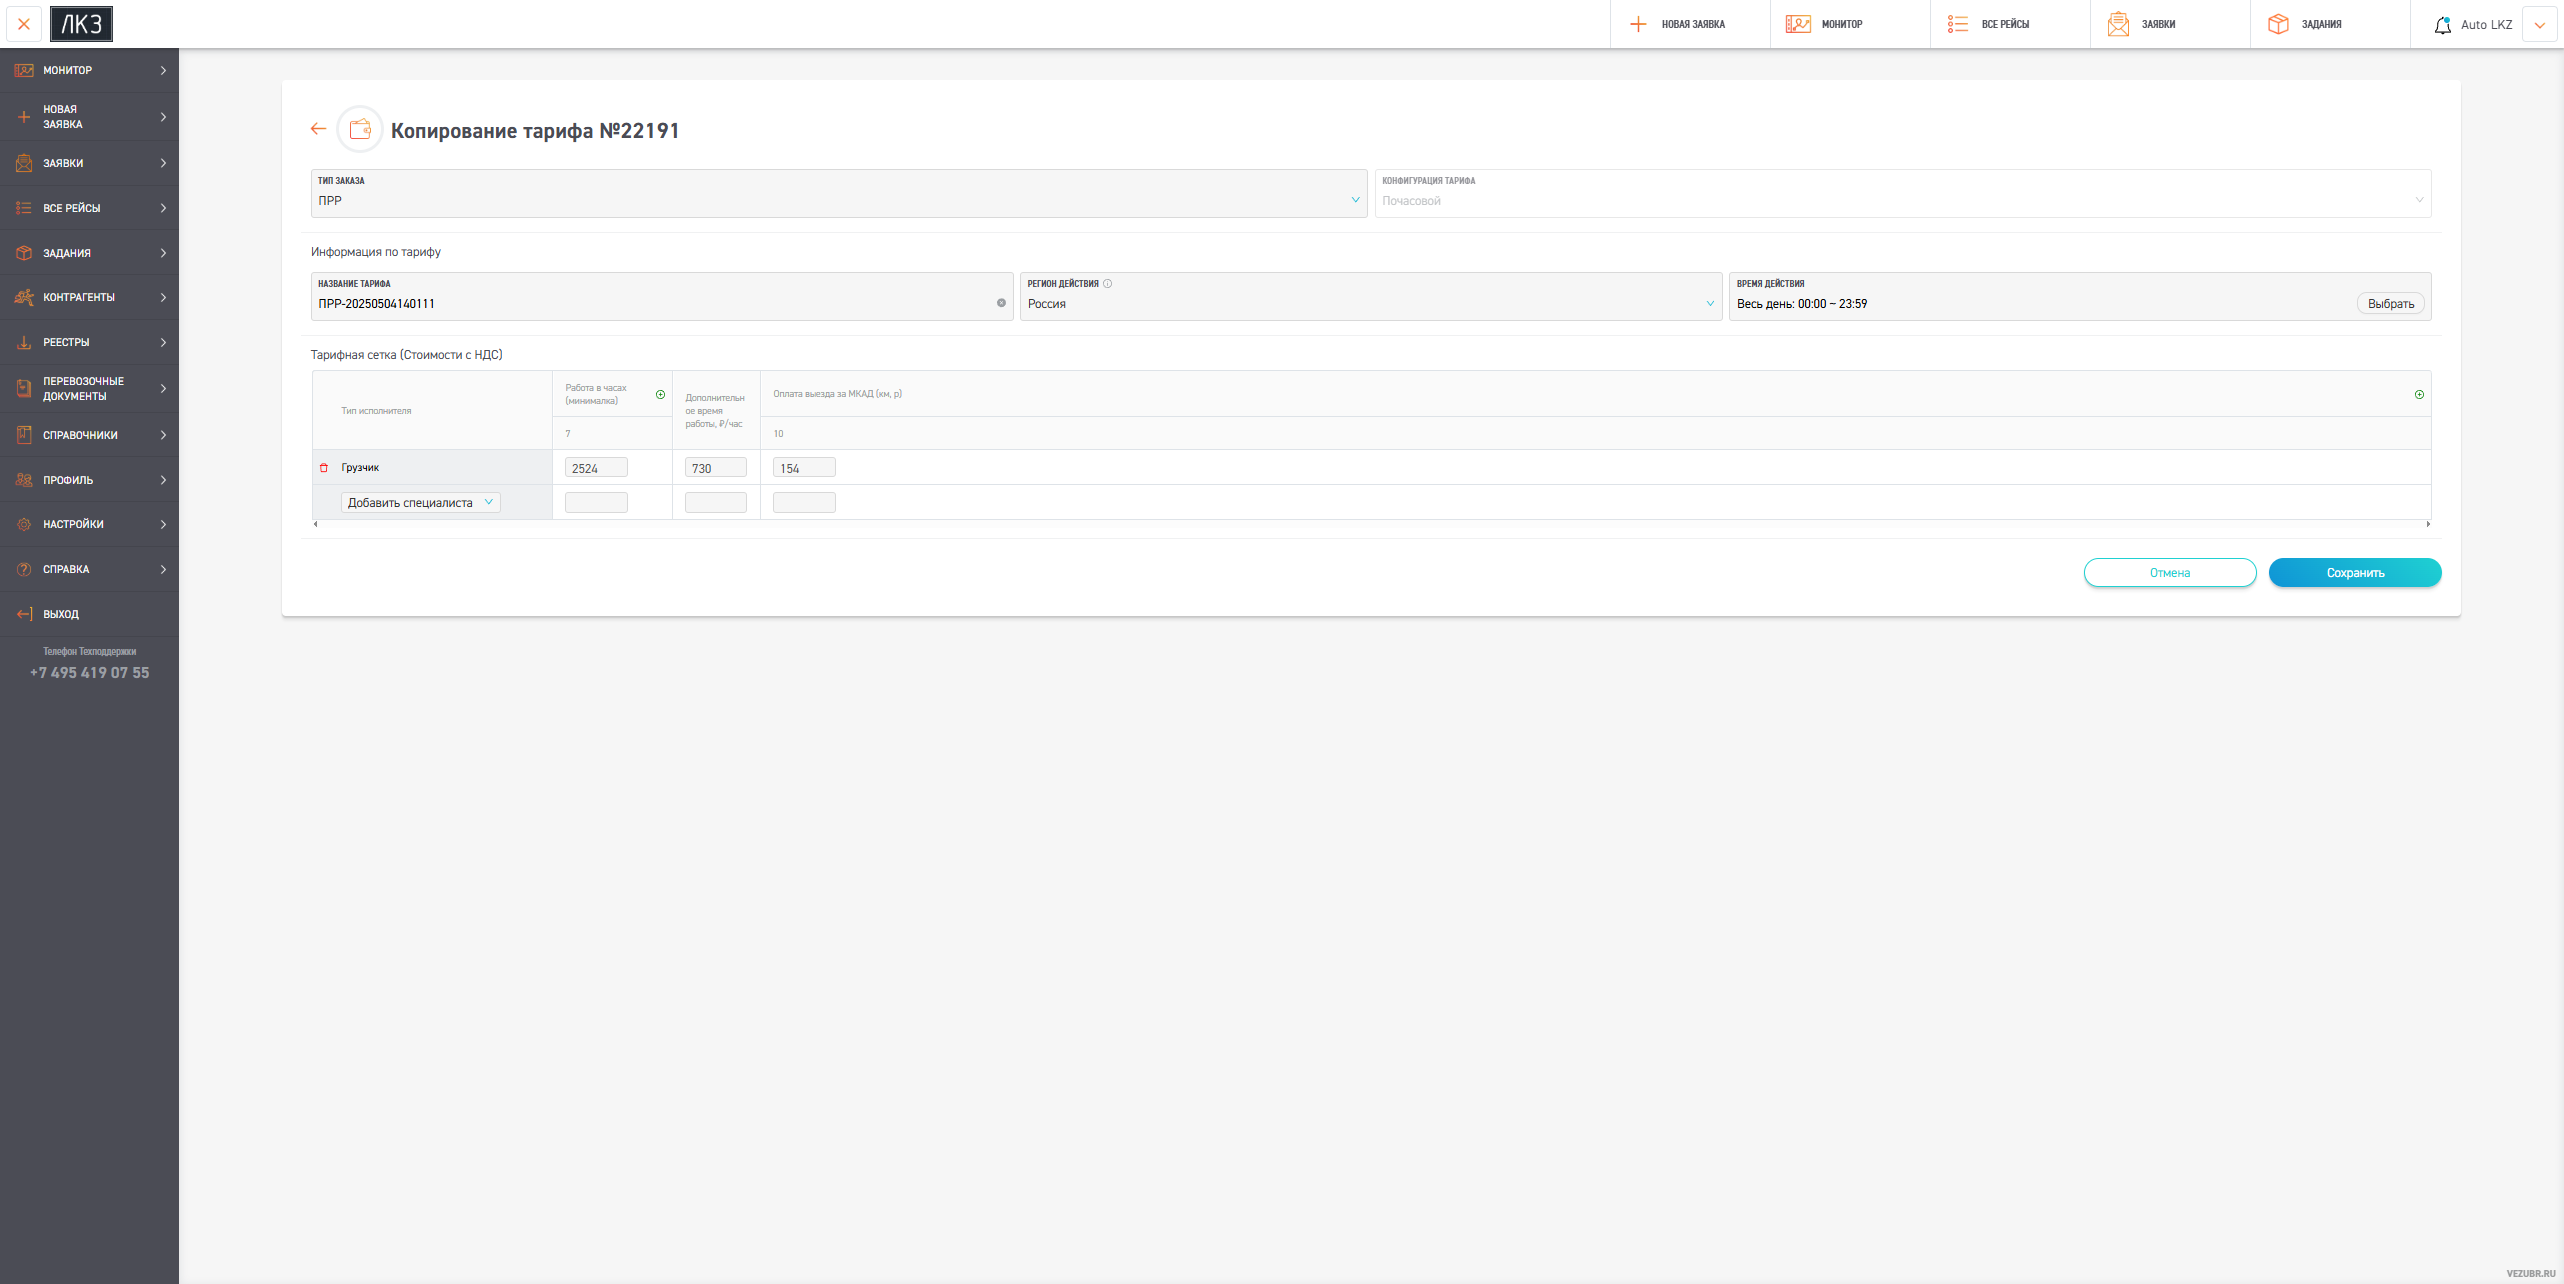 ЛКЗ
НОВАЯ ЗАЯВКА
МОНИТОР
ВСЕ РЕЙСЫ
ЗАЯВКИ
ЗАДАНИЯ
Auto LKZ
МОНИТОР
НОВАЯ
ЗАЯВКА
ЗАЯВКИ
ВСЕ РЕЙСЫ
ЗАДАНИЯ
КОНТРАГЕНТЫ
РЕЕСТРЫ
ПЕРЕВОЗОЧНЫЕ
ДОКУМЕНТЫ
СПРАВОЧНИКИ
ПРОФИЛЬ
НАСТРОЙКИ
СПРАВКА
ВЫХОД
Телефон Техподдержки
+7 495 419 07 55
Копирование тарифа №22191
ТИП ЗАКАЗА
ПРР
КОНФИГУРАЦИЯ ТАРИФА
Почасовой
Информация по тарифу
НАЗВАНИЕ ТАРИФА
ПРР-20250504140111
РЕГИОН ДЕЙСТВИЯ
Россия
ВРЕМЯ ДЕЙСТВИЯ
Весь день: 00:00 ~ 23:59
Выбрать
Тарифная сетка (Стоимости с НДС)
Тип исполнителя
Работа в часах
(минималка)
7
Дополнительн
ое время
работы, ₽/час
Оплата выезда за МКАД (км, р)
10
Грузчик
2524
730
154
Добавить специалиста
Отмена
Сохранить
VEZUBR.RU